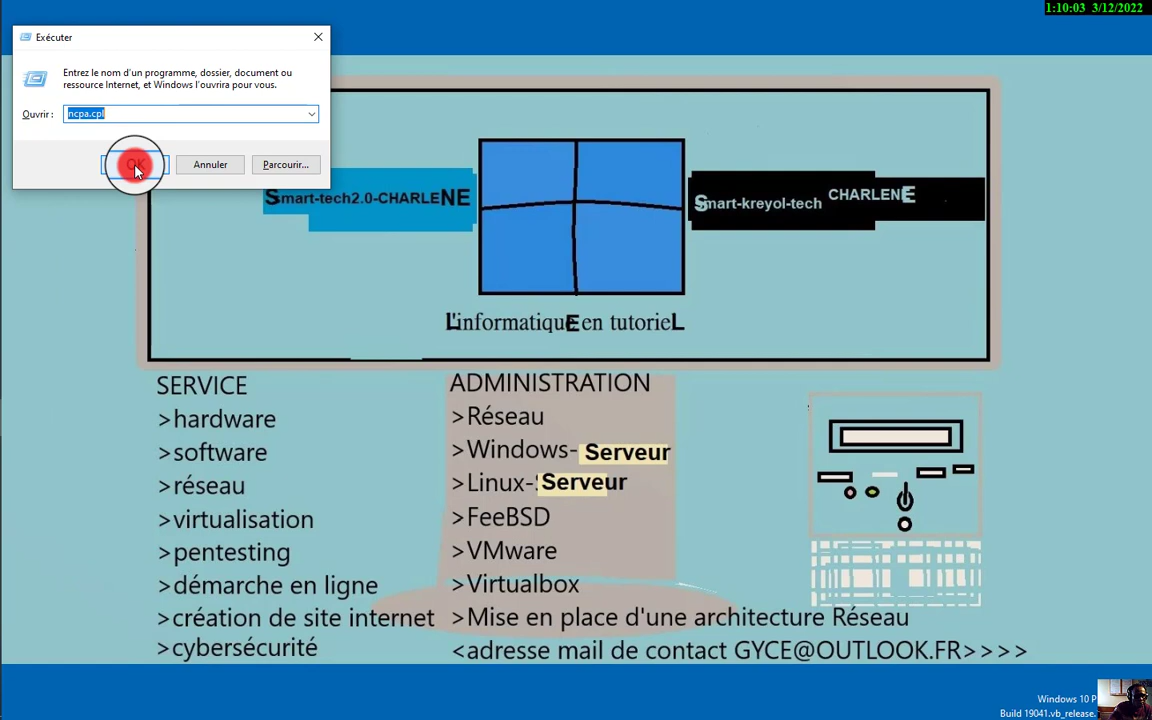 1:10:03 3/12/2022
Exécuter
Entrez le nom d'un programme, dossier, document ou
ressource Internet, et Windows l'ouvrira pour vous.
Ouvrir :
ncpa.cpl
OK
Annuler
Parcourir...
Smart-tech2.0-CHARLENE
Smart-kreyol-tech CHARLENE
L'informatique en tutorieL
SERVICE
>hardware
>software
>réseau
>virtualisation
>pentesting
>démarche en ligne
>création de site internet
>cybersécurité
ADMINISTRATION
>Réseau
>Windows-Serveur
>Linux-Serveur
>FeeBSD
>VMware
>Virtualbox
>Mise en place d'une architecture Réseau
<adresse mail de contact GYCE@OUTLOOK.FR>>>>
Windows 10 P
Build 19041.vb_release.